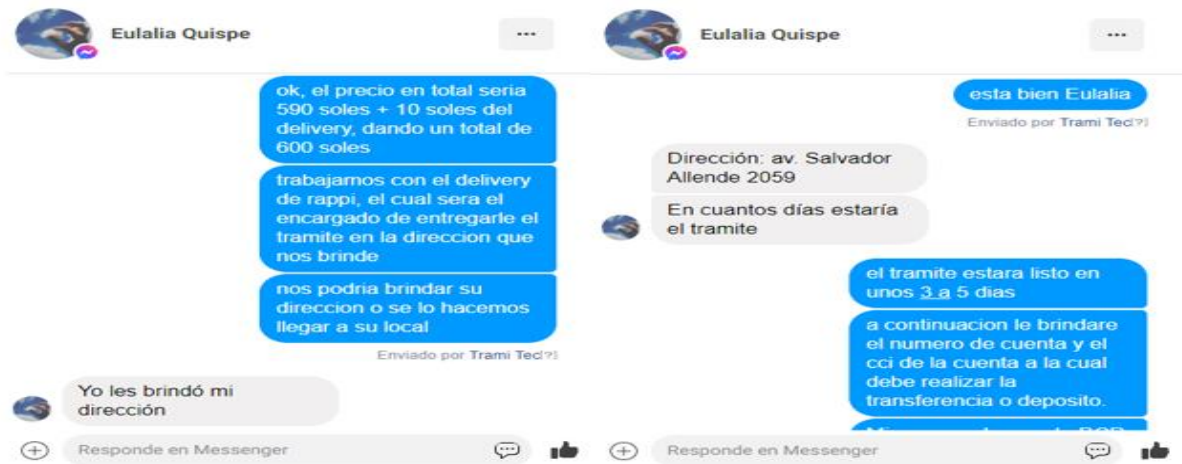 Eulalia Quispe
ok, el precio en total seria
590 soles + 10 soles del
delivery, dando un total de
600 soles
trabajamos con el delivery
de rappi, el cual sera el
encargado de entregarle el
tramite en la direccion que
nos brinde
nos podria brindar su
direccion o se lo hacemos
llegar a su local
Enviado por Trami Tec[?]
Yo les brindó mi
dirección
Responde en Messenger
Eulalia Quispe
esta bien Eulalia
Enviado por Trami Tec[?]
Dirección: av. Salvador
Allende 2059
En cuantos días estaría
el tramite
el tramite estara listo en
unos 3 a 5 dias
a continuacion le brindare
el numero de cuenta y el
cci de la cuenta a la cual
debe realizar la
transferencia o deposito.
Responde en Messenger